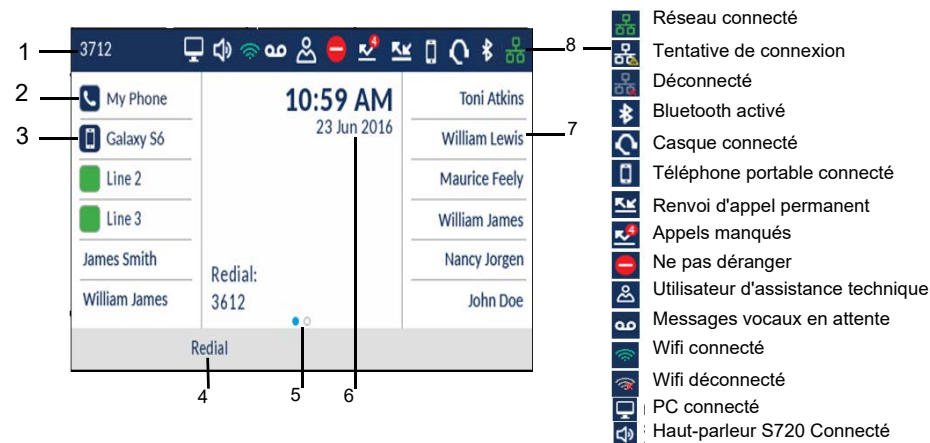 1
3712
4
8
2
My Phone
10:59 AM
Toni Atkins
3
Galaxy S6
23 Jun 2016
William Lewis
7
Line 2
Maurice Feely
Line 3
William James
James Smith
Redial:
Nancy Jorgen
William James
3612
John Doe
Redial
4
5
6
Réseau connecté
Tentative de connexion
Déconnecté
Bluetooth activé
Casque connecté
Téléphone portable connecté
Renvoi d'appel permanent
4
Appels manqués
Ne pas déranger
Utilisateur d'assistance technique
Messages vocaux en attente
Wifi connecté
Wifi déconnecté
PC connecté
Haut-parleur S720 Connecté